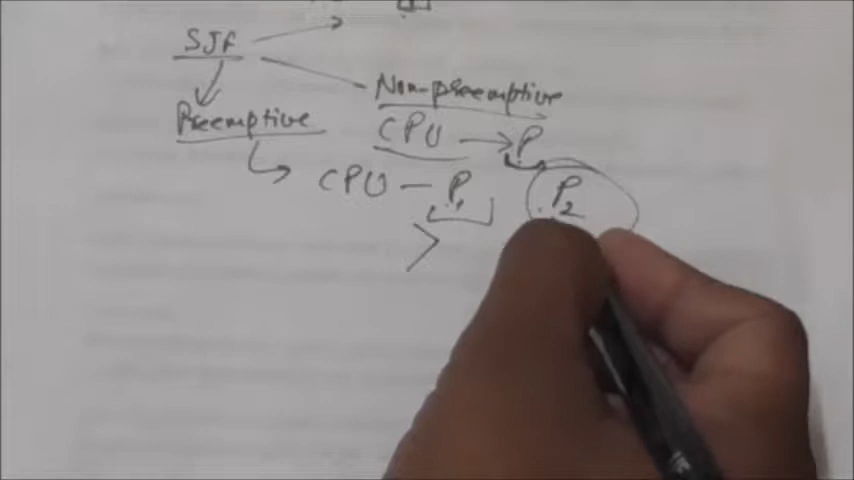 SJF
Non-preemptive
Preemptive
CPU → P
CPU — P₁ P₂
>